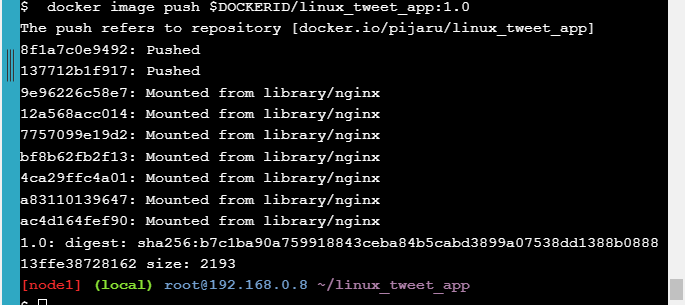 $  docker image push $DOCKERID/linux_tweet_app:1.0
The push refers to repository [docker.io/pijaru/linux_tweet_app]
8f1a7c0e9492: Pushed
137712b1f917: Pushed
9e96226c58e7: Mounted from library/nginx
12a568acc014: Mounted from library/nginx
7757099e19d2: Mounted from library/nginx
bf8b62fb2f13: Mounted from library/nginx
4ca29ffc4a01: Mounted from library/nginx
a83110139647: Mounted from library/nginx
ac4d164fef90: Mounted from library/nginx
1.0: digest: sha256:b7c1ba90a759918843ceba84b5cabd3899a07538dd1388b0888
13ffe38728162 size: 2193
[node1] (local) root@192.168.0.8 ~/linux_tweet_app
$